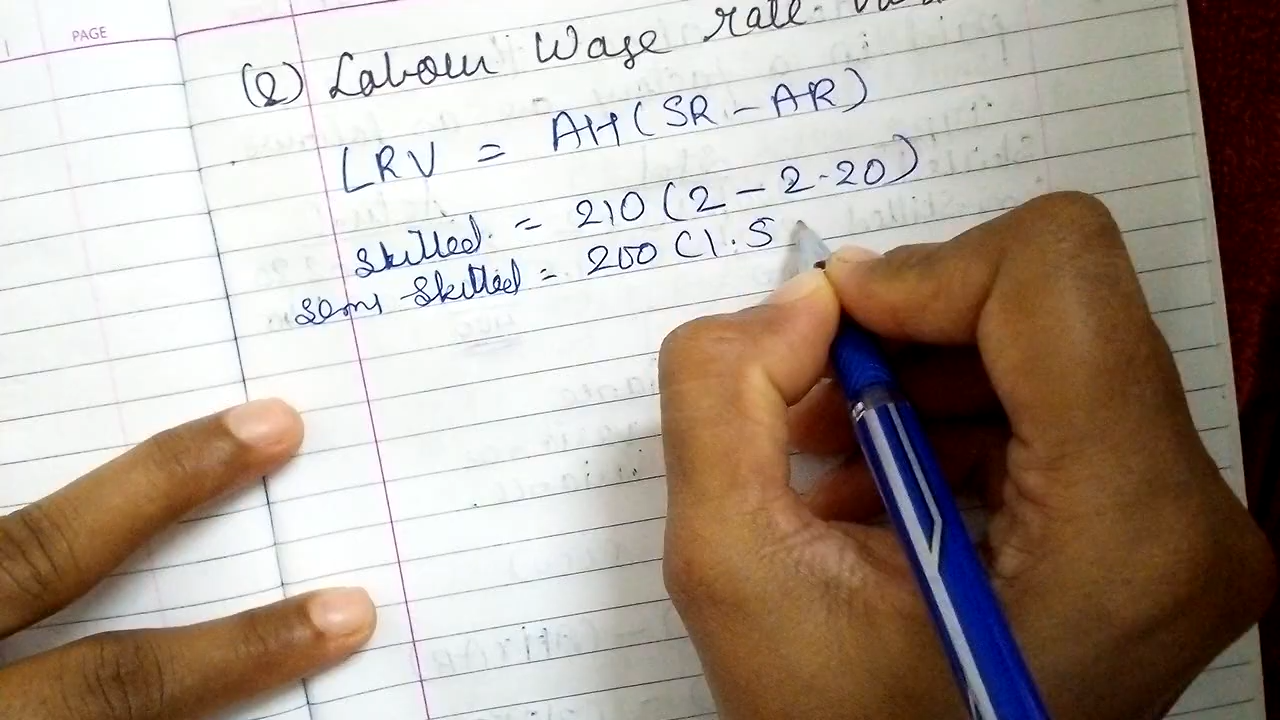 PAGE
(2) Labour Wage rate
LRV = AH(SR - AR)
Skilled. = 210 (2 - 2.20)
Semi Skilled = 200 (1.5